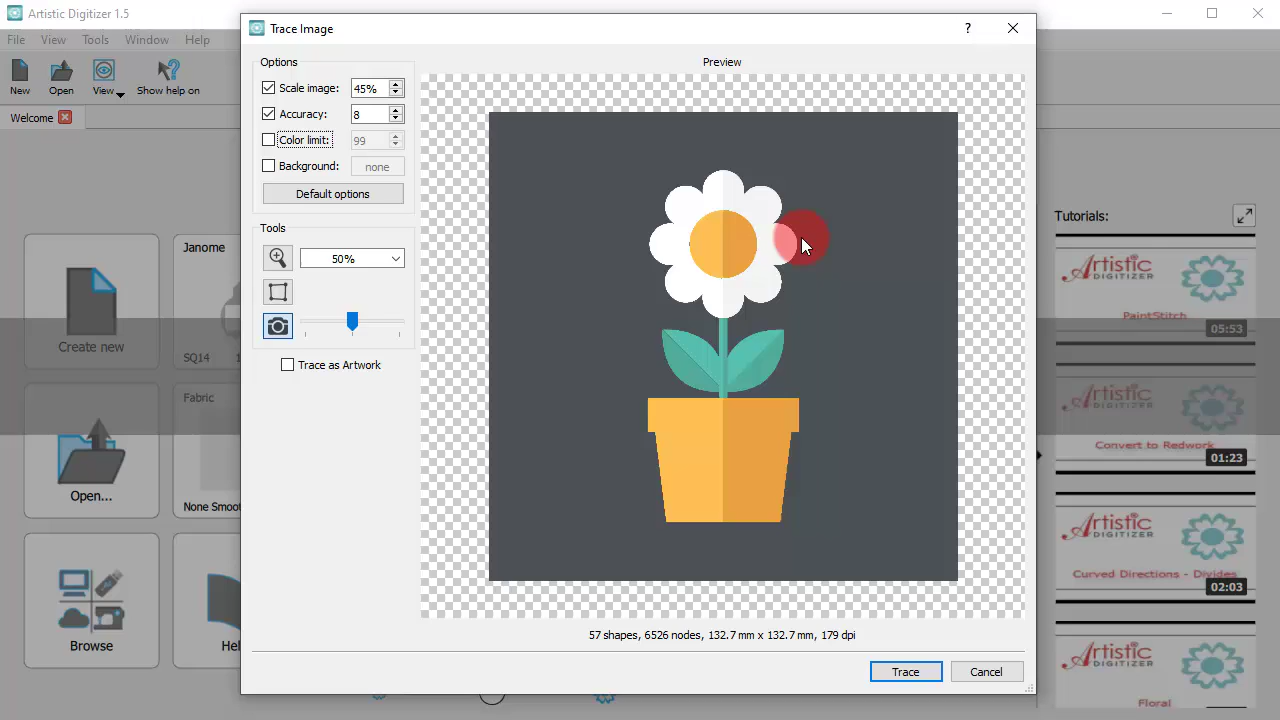 Artistic Digitizer 1.5
File View Tools Window Help
New Open View Show help on
Welcome
Create new
Janome
SQ14
Open...
Fabric
None Smoo
Browse
Hel
Trace Image
?
Options
Scale image: 45%
Accuracy: 8
Color limit: 99
Background: none
Default options
Tools
50%
Trace as Artwork
Preview
57 shapes, 6526 nodes, 132.7 mm x 132.7 mm, 179 dpi
Trace Cancel
Tutorials:
Artistic
DIGITIZER
PaintStitch
05:53
Artistic
DIGITIZER
Convert to Redwork
01:23
Artistic
DIGITIZER
Curved Directions - Divides
02:03
Artistic
DIGITIZER
Floral